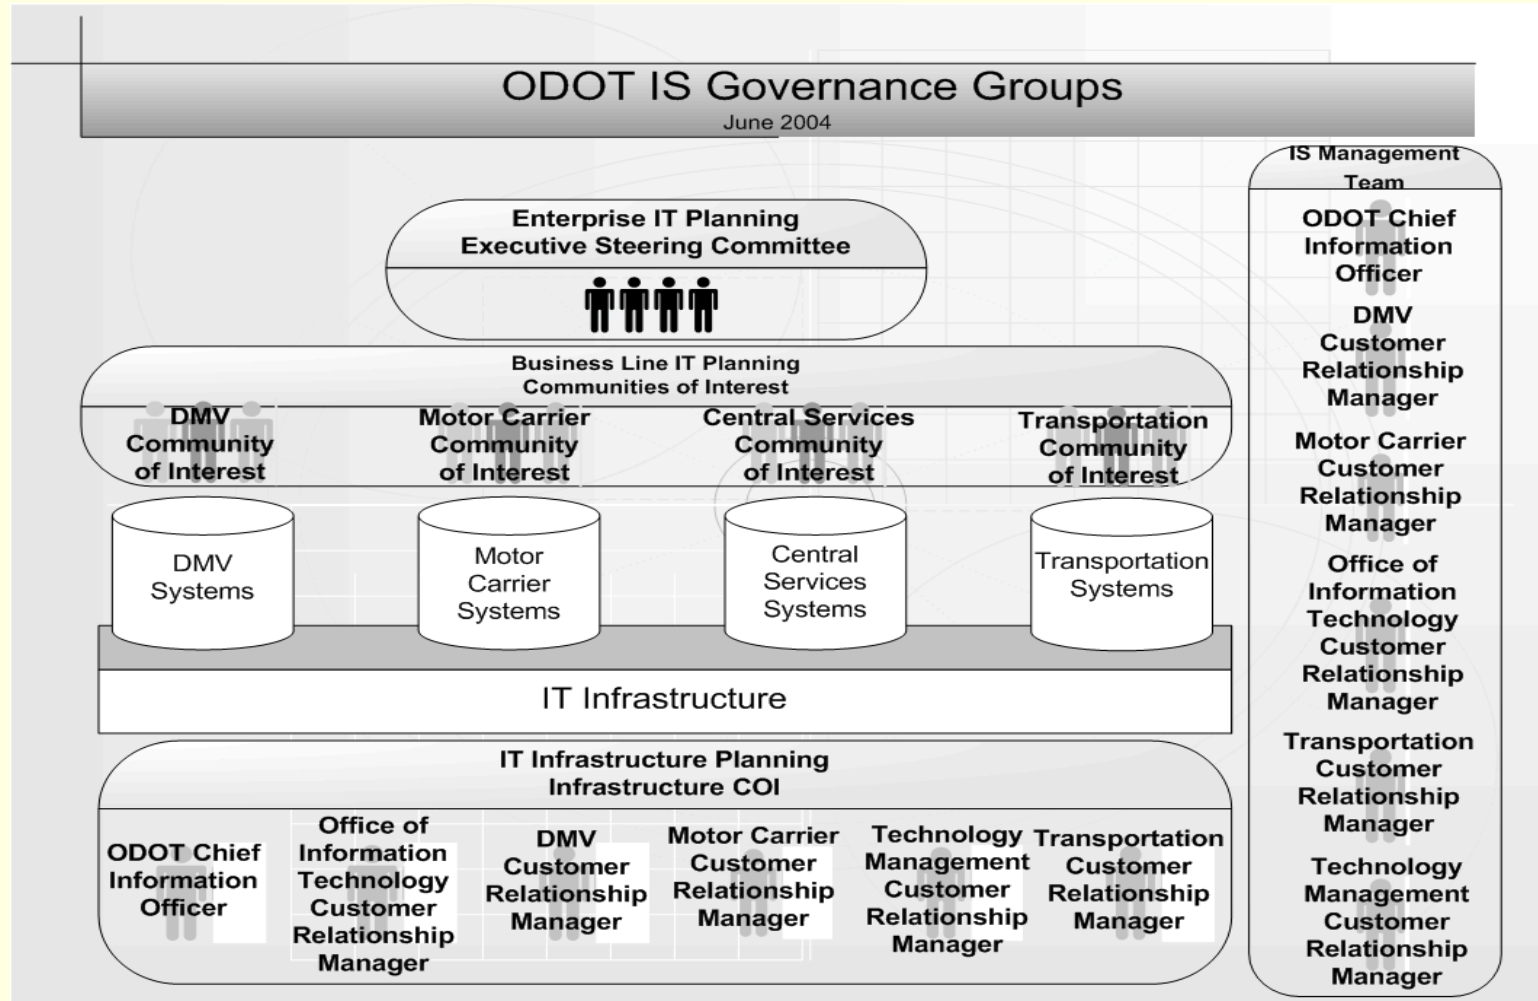 ODOT IS Governance Groups
June 2004
Enterprise IT Planning
Executive Steering Committee
Business Line IT Planning
Communities of Interest
DMV
Community
of Interest
Motor Carrier
Community
of Interest
Central Services
Community
of Interest
Transportation
Community
of Interest
DMV
Systems
Motor
Carrier
Systems
Central
Services
Systems
Transportation
Systems
IT Infrastructure
IT Infrastructure Planning
Infrastructure COI
ODOT Chief
Information
Officer
Office of
Information
Technology
Customer
Relationship
Manager
DMV
Customer
Relationship
Manager
Motor Carrier
Customer
Relationship
Manager
Technology
Management
Customer
Relationship
Manager
Transportation
Customer
Relationship
Manager
IS Management
Team
ODOT Chief
Information
Officer
DMV
Customer
Relationship
Manager
Motor Carrier
Customer
Relationship
Manager
Office of
Information
Technology
Customer
Relationship
Manager
Transportation
Customer
Relationship
Manager
Technology
Management
Customer
Relationship
Manager